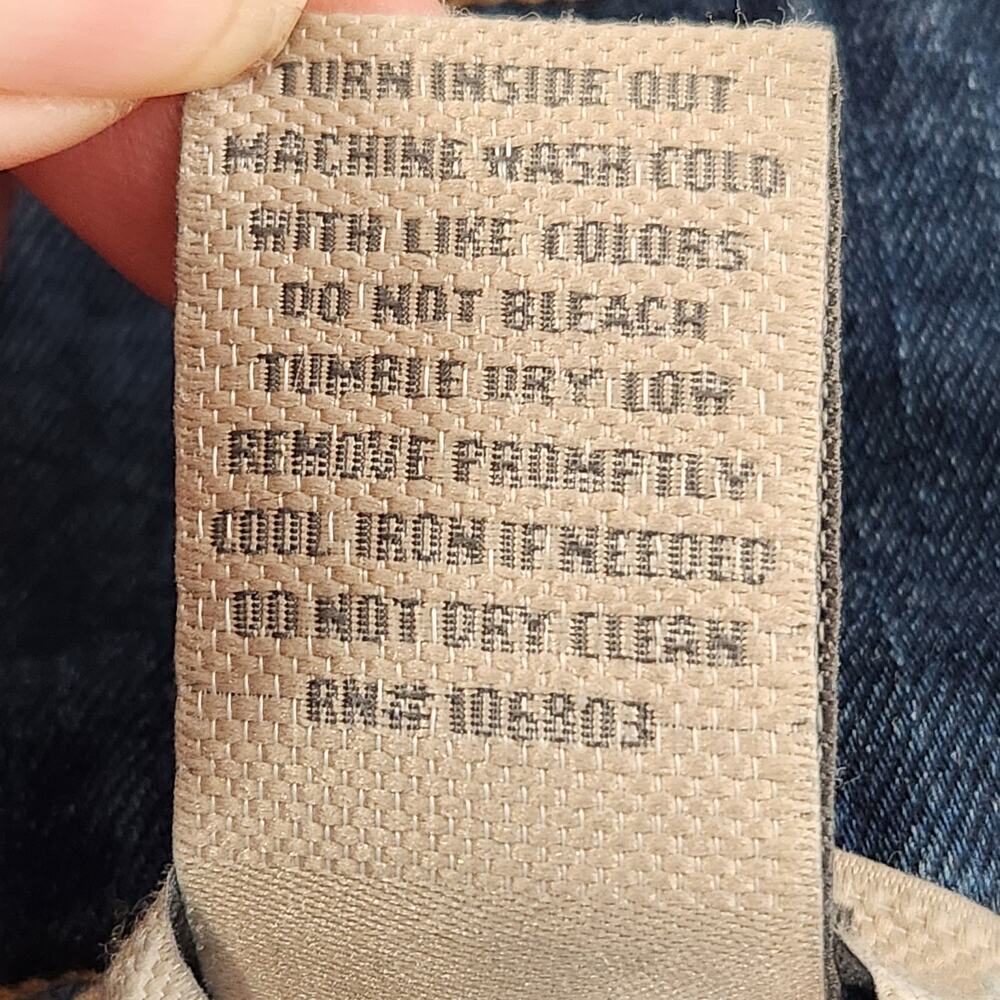 TURN INSIDE OUT
MACHINE WASH COLD
WITH LIKE COLORS
DO NOT BLEACH
TUMBLE DRY LOW
REMOVE PROMPTLY
COOL IRON IF NEEDED
DO NOT DRY CLEAN
RN# 106903